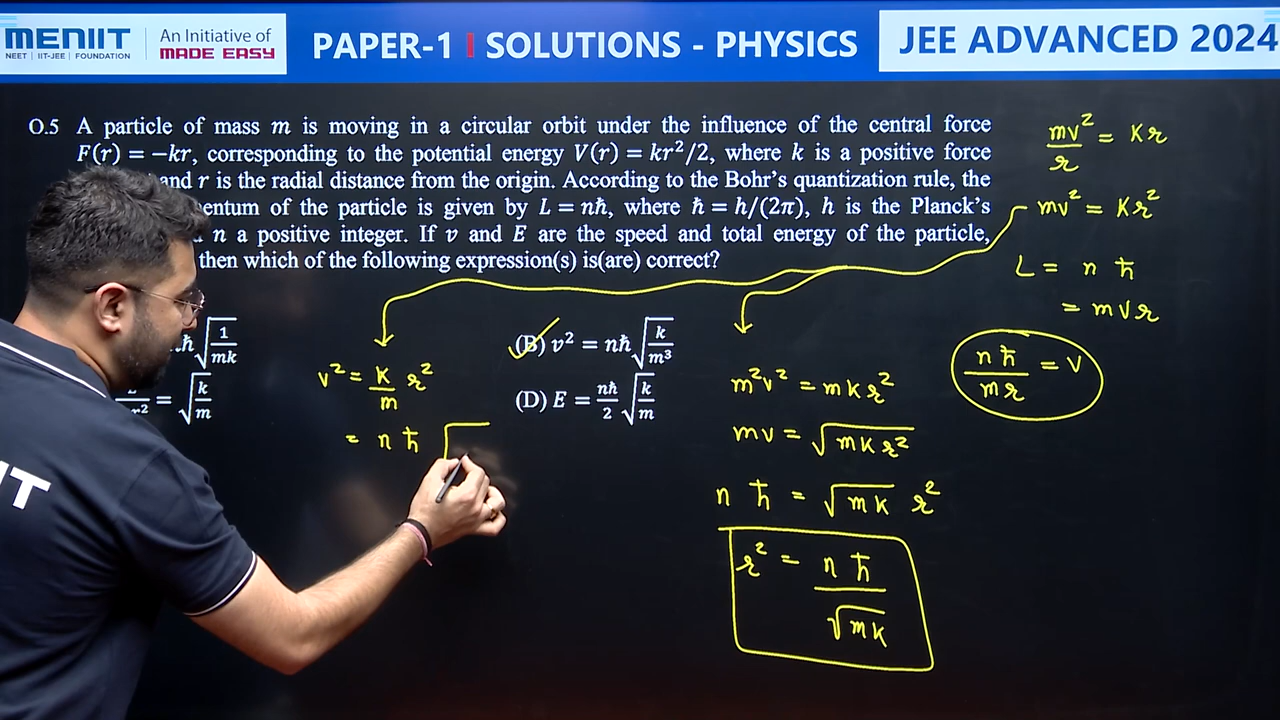 MENIIT
NEET | IIT-JEE | FOUNDATION
An Initiative of
MADE EASY
PAPER-1 I SOLUTIONS - PHYSICS
JEE ADVANCED 2024
Q.5 A particle of mass m is moving in a circular orbit under the influence of the central force
F(r) = −kr, corresponding to the potential energy V(r) = kr²/2, where k is a positive force
and r is the radial distance from the origin. According to the Bohr's quantization rule, the
of the particle is given by L = nℏ, where ℏ = h/(2π), h is the Planck's
n a positive integer. If v and E are the speed and total energy of the particle,
then which of the following expression(s) is(are) correct?
ℏ√(1/mk)
(B) v² = nℏ√(k/m³)
= √(k/m)
(D) E = nℏ/2 √(k/m)
v² = K/m r²
= n ℏ √
m²v² = mkr²
mv = √(mkr²)
n ℏ = √(mk) r²
r² = n ℏ / √(mk)
mv²/r = Kr
mv² = Kr²
L = n ℏ
= mvr
nℏ/mr = v
IT